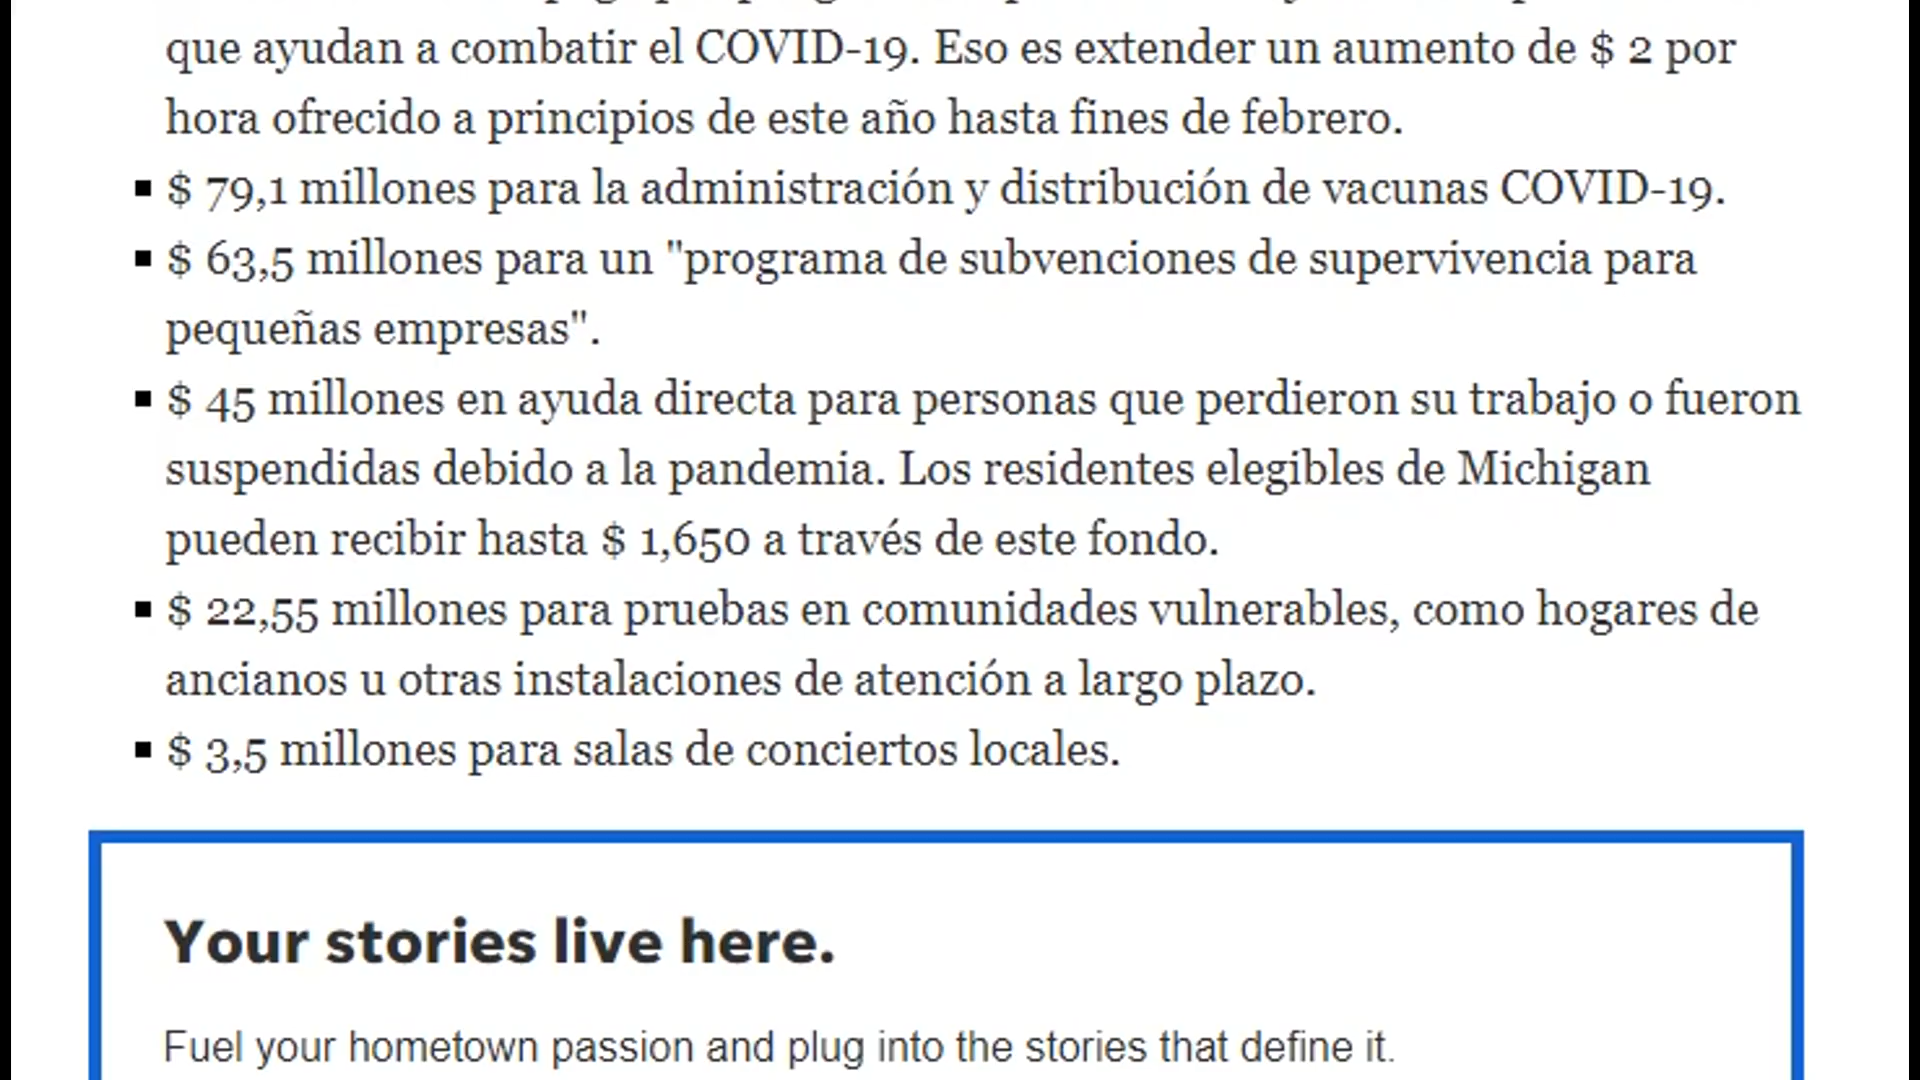 que ayudan a combatir el COVID-19. Eso es extender un aumento de $ 2 por
hora ofrecido a principios de este año hasta fines de febrero.
$ 79,1 millones para la administración y distribución de vacunas COVID-19.
$ 63,5 millones para un "programa de subvenciones de supervivencia para
pequeñas empresas".
$ 45 millones en ayuda directa para personas que perdieron su trabajo o fueron
suspendidas debido a la pandemia. Los residentes elegibles de Michigan
pueden recibir hasta $ 1,650 a través de este fondo.
$ 22,55 millones para pruebas en comunidades vulnerables, como hogares de
ancianos u otras instalaciones de atención a largo plazo.
$ 3,5 millones para salas de conciertos locales.
Your stories live here.
Fuel your hometown passion and plug into the stories that define it.